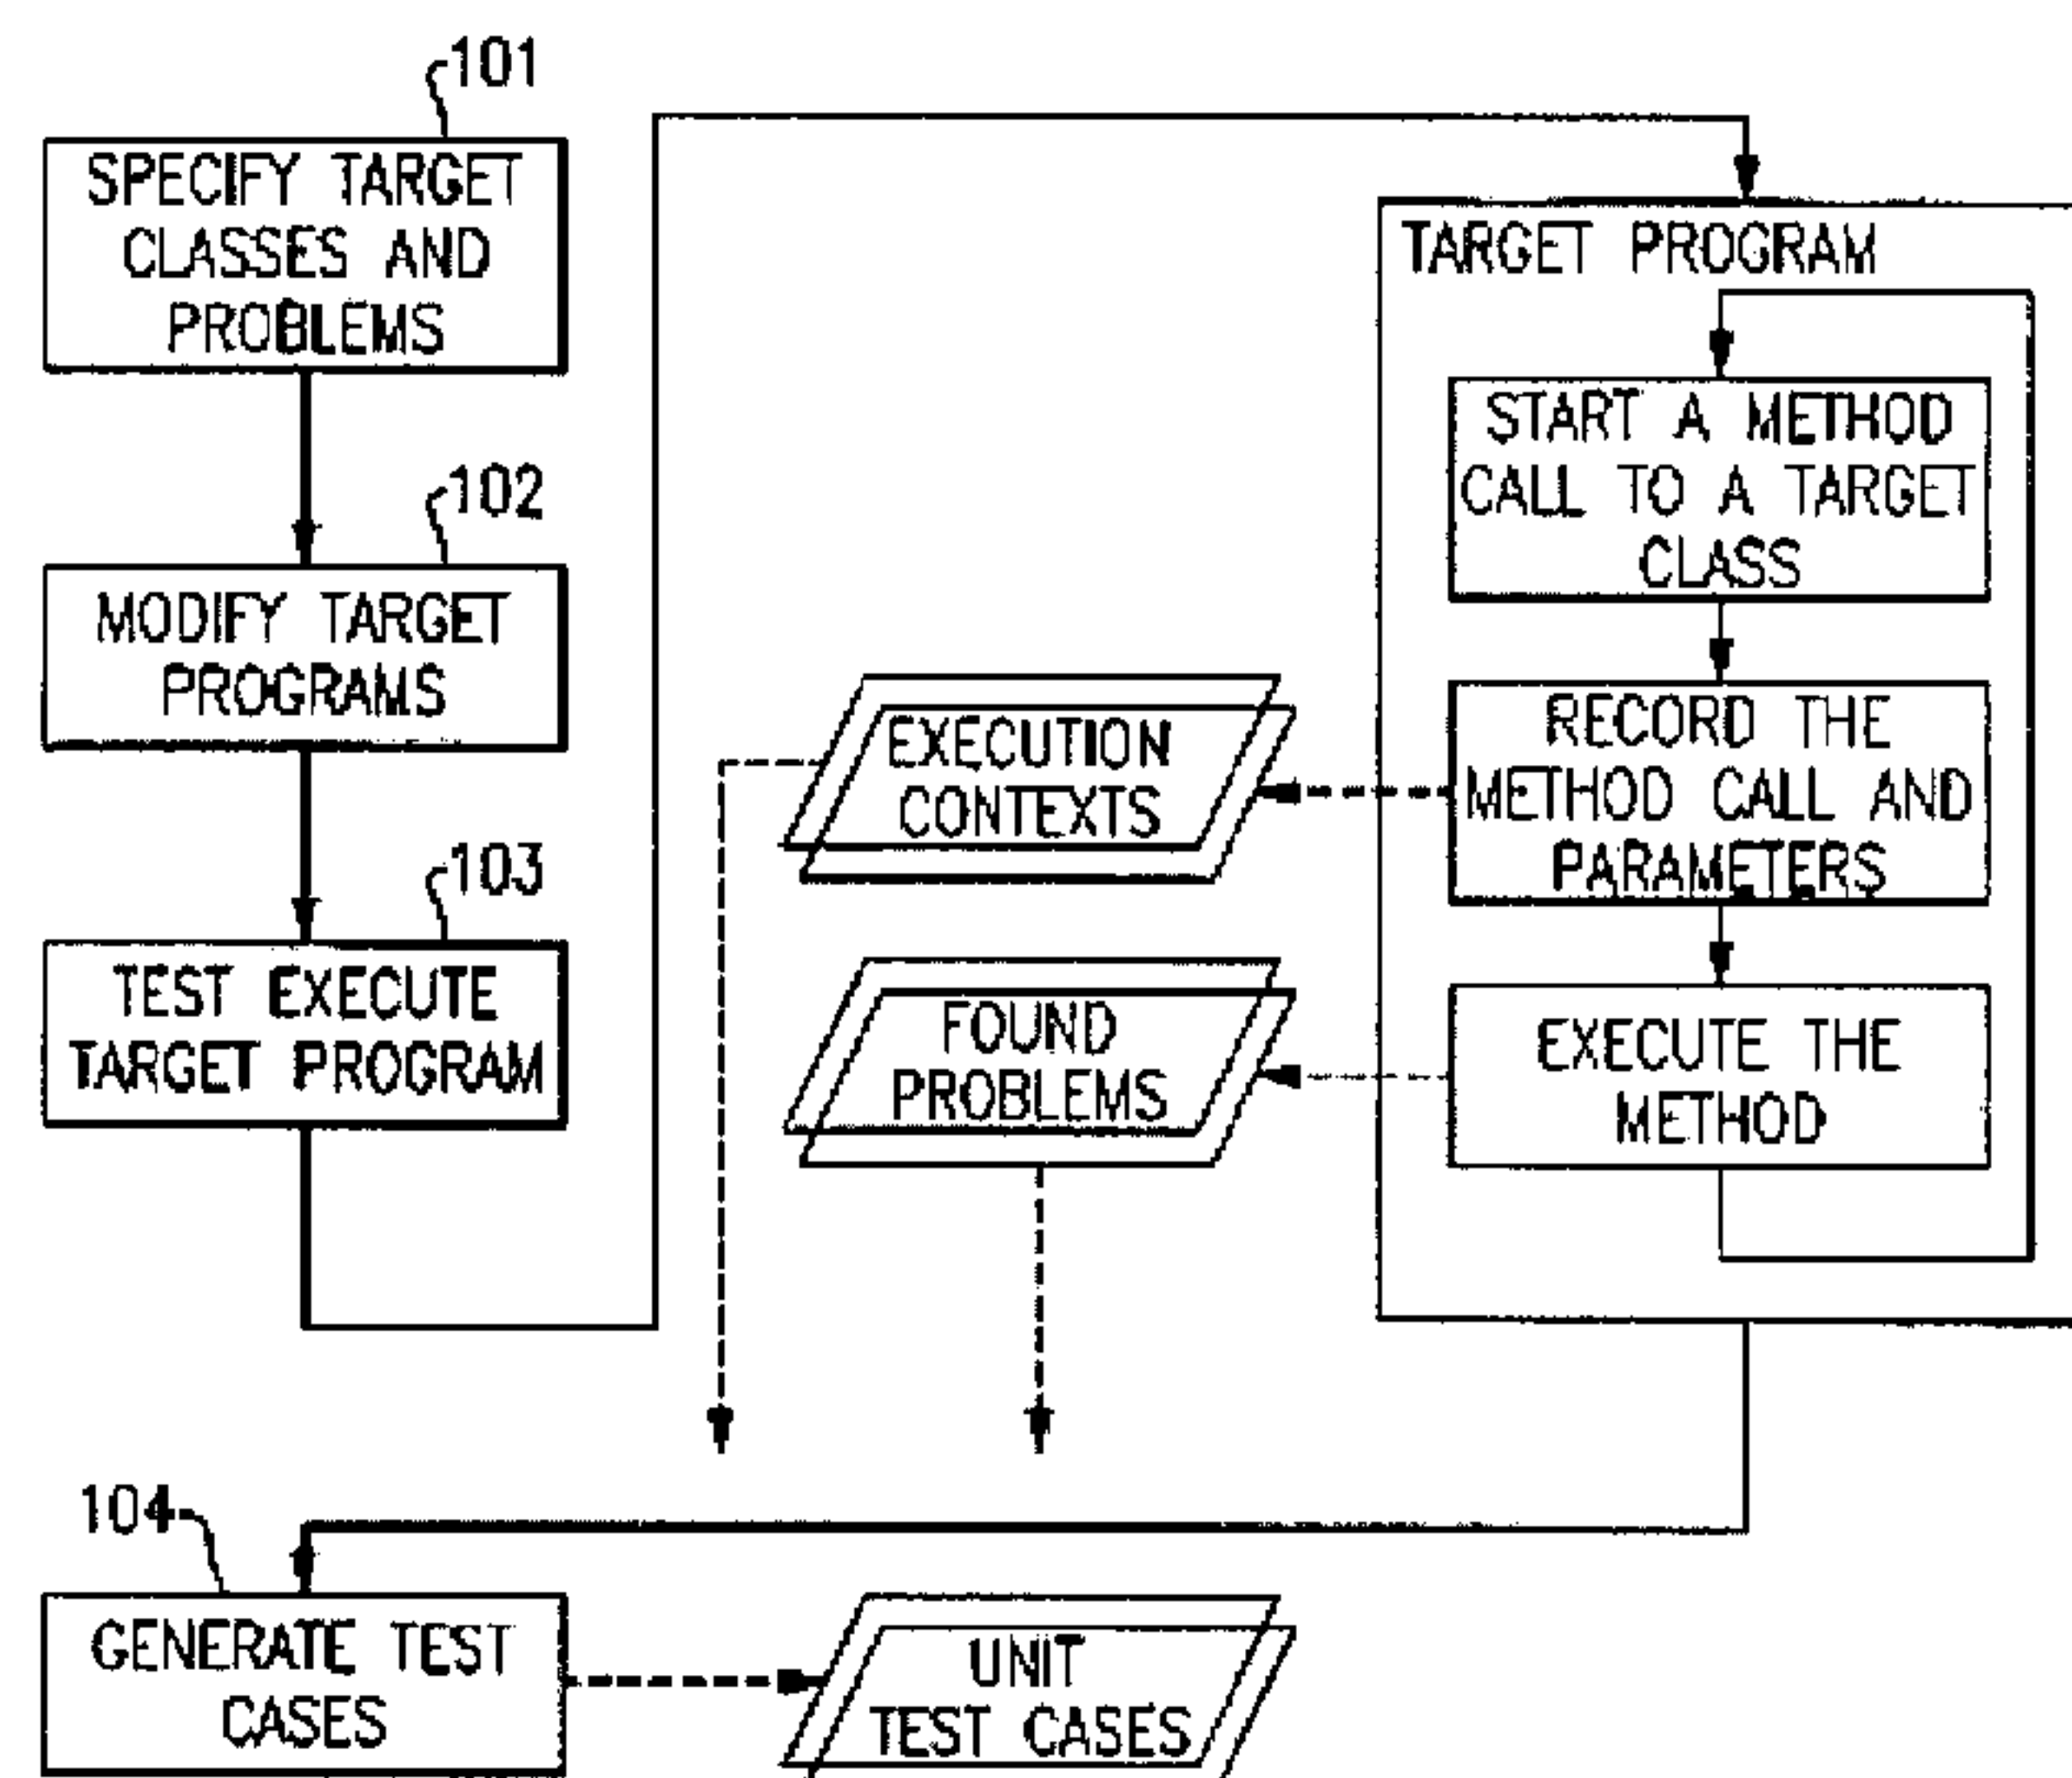 101
SPECIFY TARGET
CLASSES AND
PROBLEMS
102
MODIFY TARGET
PROGRAMS
103
TEST EXECUTE
TARGET PROGRAM
TARGET PROGRAM
START A METHOD
CALL TO A TARGET
CLASS
RECORD THE
METHOD CALL AND
PARAMETERS
EXECUTE THE
METHOD
EXECUTION
CONTEXTS
FOUND
PROBLEMS
104
GENERATE TEST
CASES
UNIT
TEST CASES